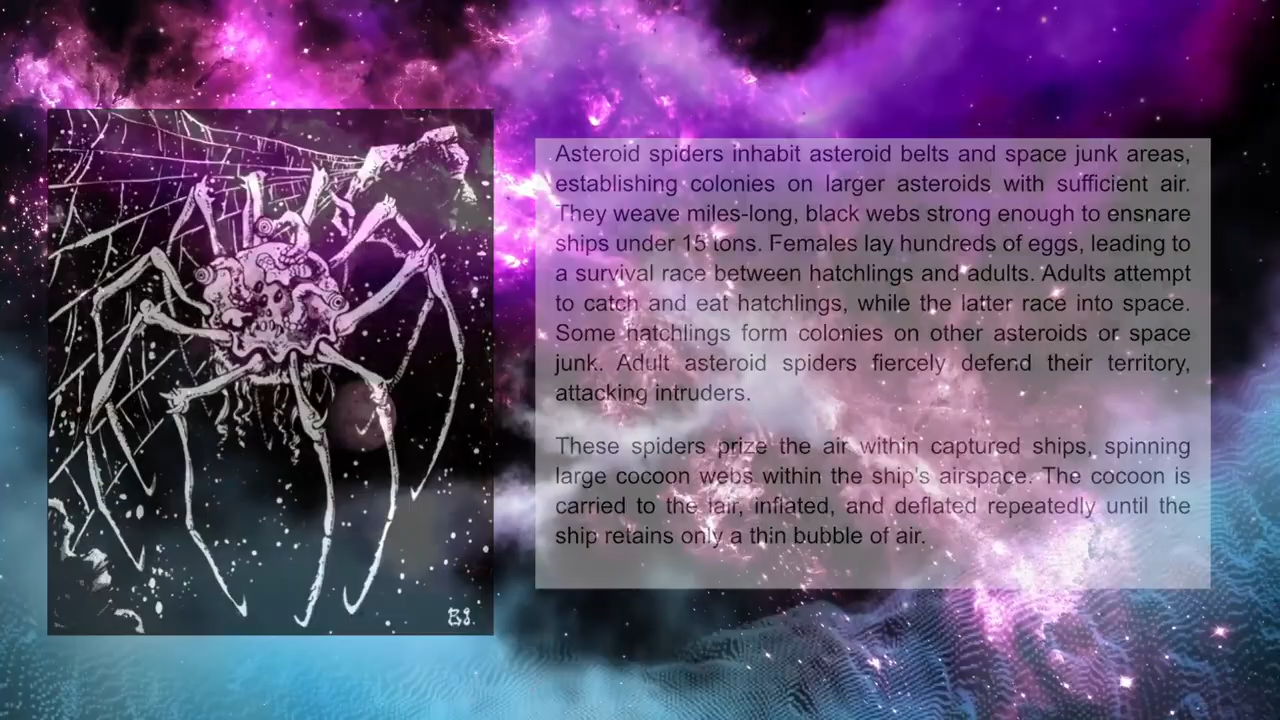 Asteroid spiders inhabit asteroid belts and space junk areas,
establishing colonies on larger asteroids with sufficient air.
They weave miles-long, black webs strong enough to ensnare
ships under 15 tons. Females lay hundreds of eggs, leading to
a survival race between hatchlings and adults. Adults attempt
to catch and eat hatchlings, while the latter race into space.
Some hatchlings form colonies on other asteroids or space
junk. Adult asteroid spiders fiercely defend their territory,
attacking intruders.
These spiders prize the air within captured ships, spinning
large cocoon webs within the ship's airspace. The cocoon is
carried to the lair, inflated, and deflated repeatedly until the
ship retains only a thin bubble of air.